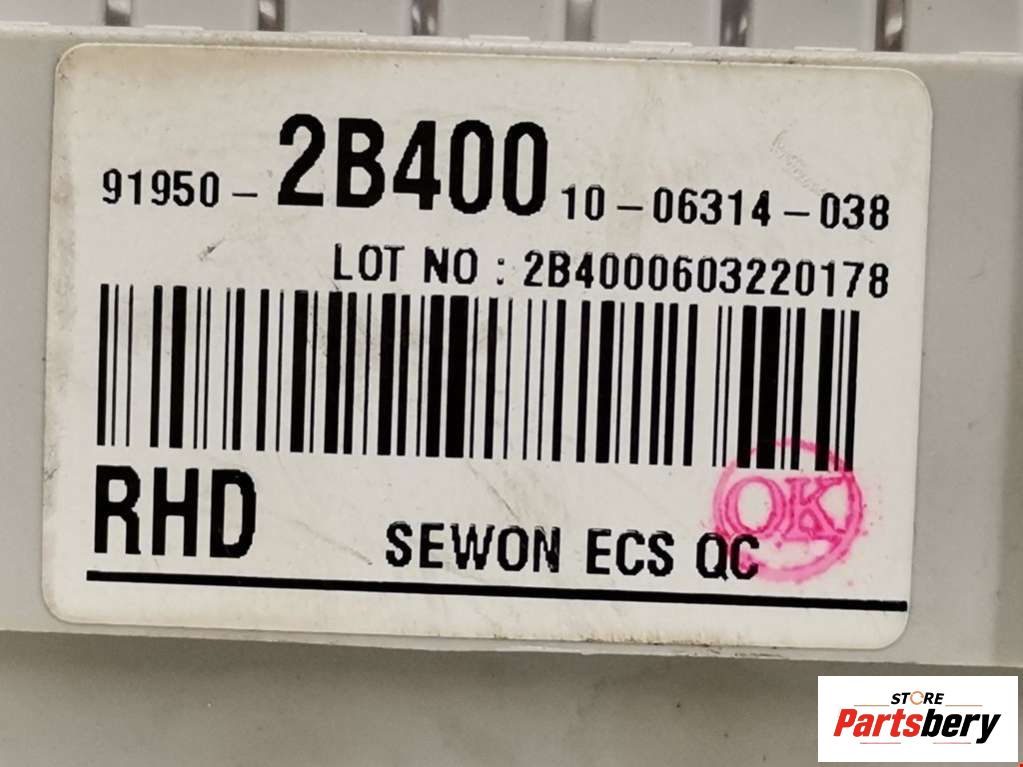 91950-2B400 10-06314-038
LOT NO : 2B4000603220178
RHD
SEWON ECS QC
OK
STORE
Partsbery